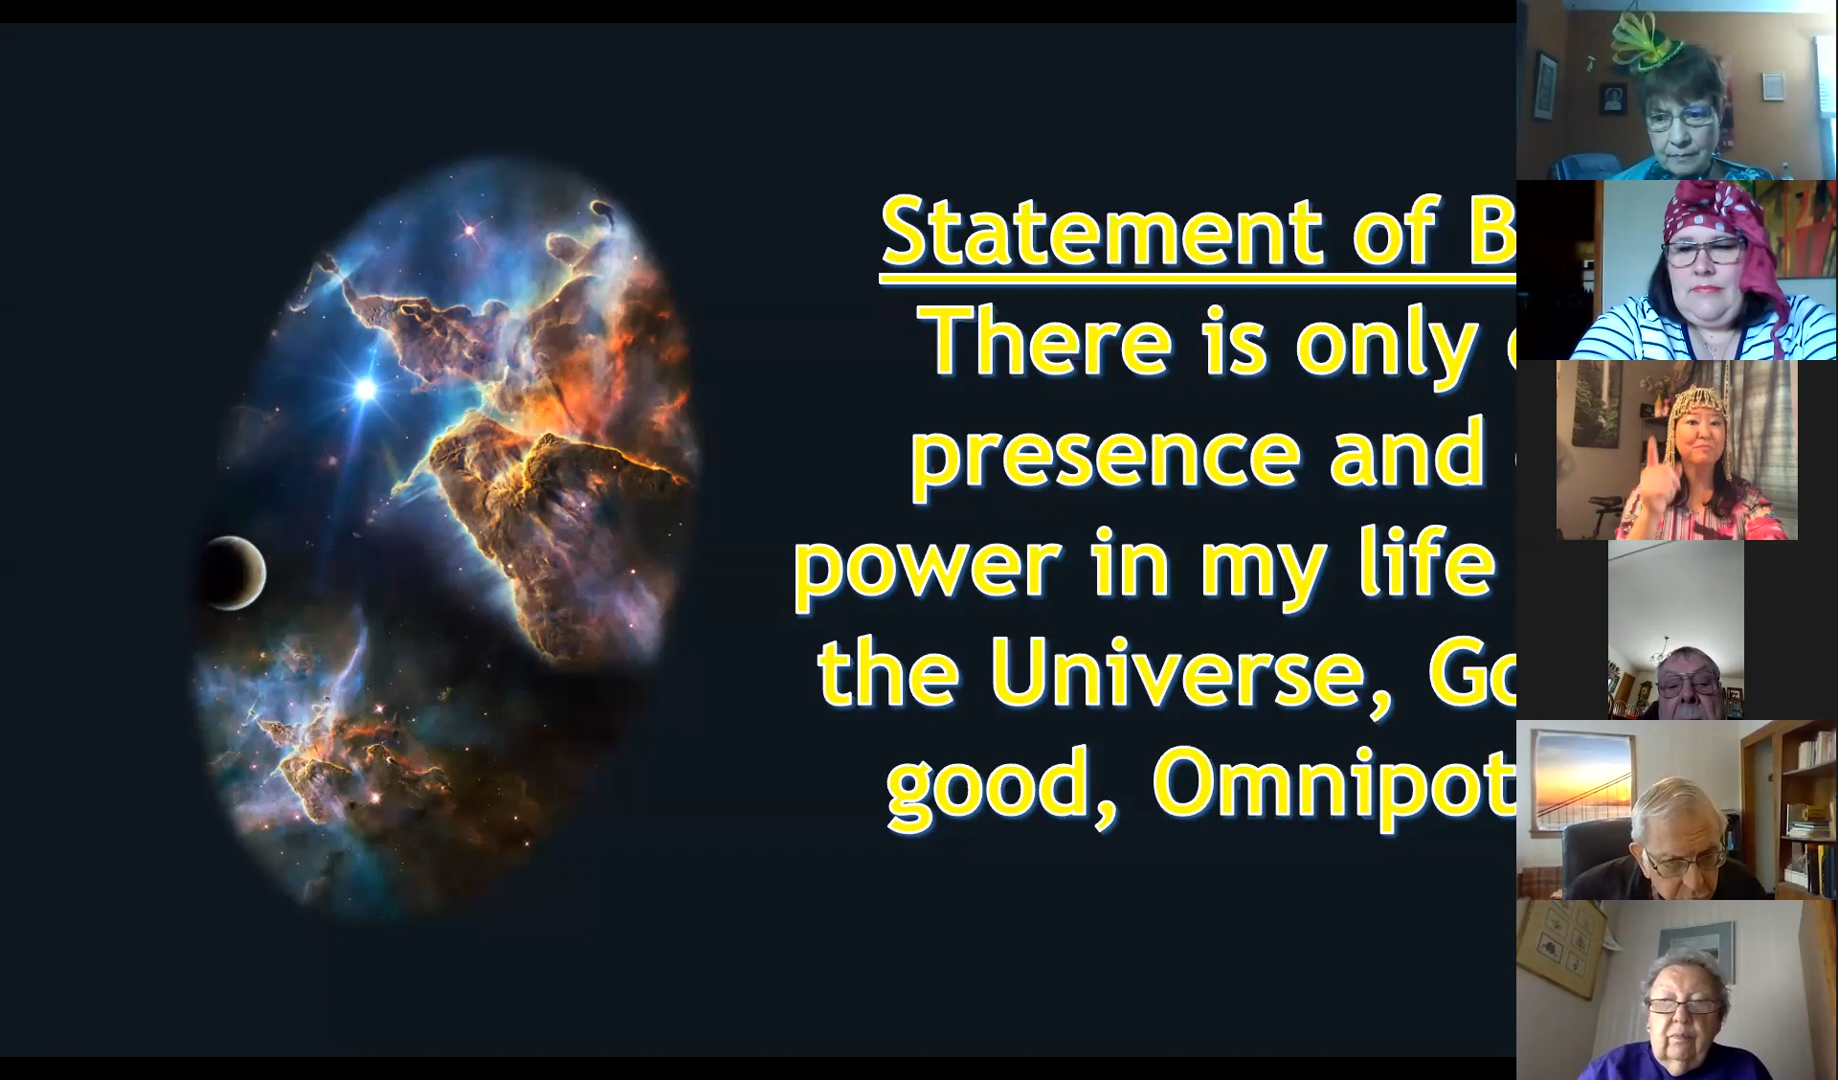 Statement of B
There is only
presence and
power in my life
the Universe, Go
good, Omnipot